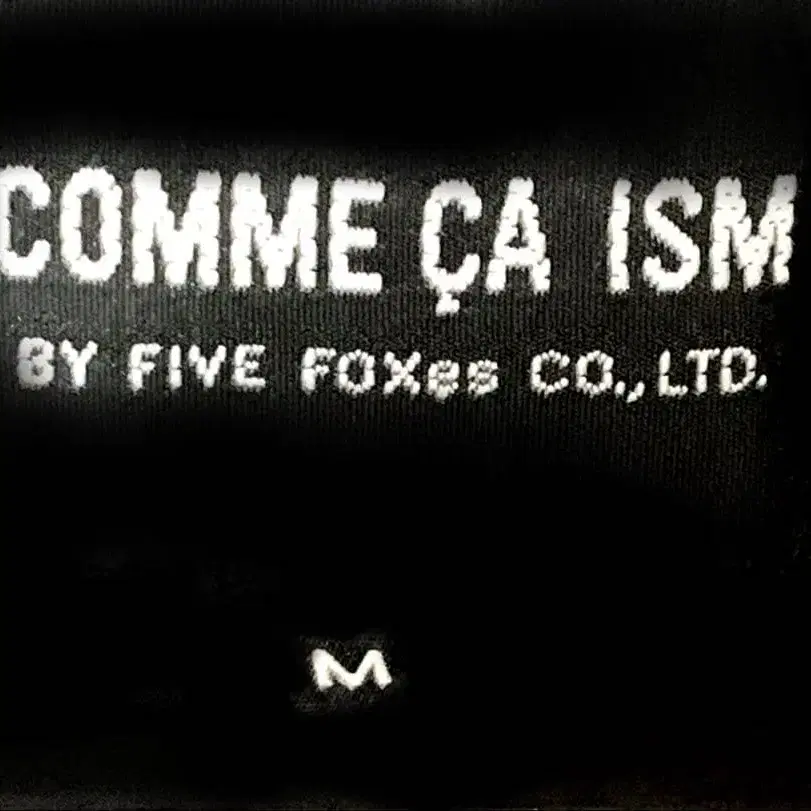 COMME ÇA ISM
BY FIVE FOXes CO., LTD.
M